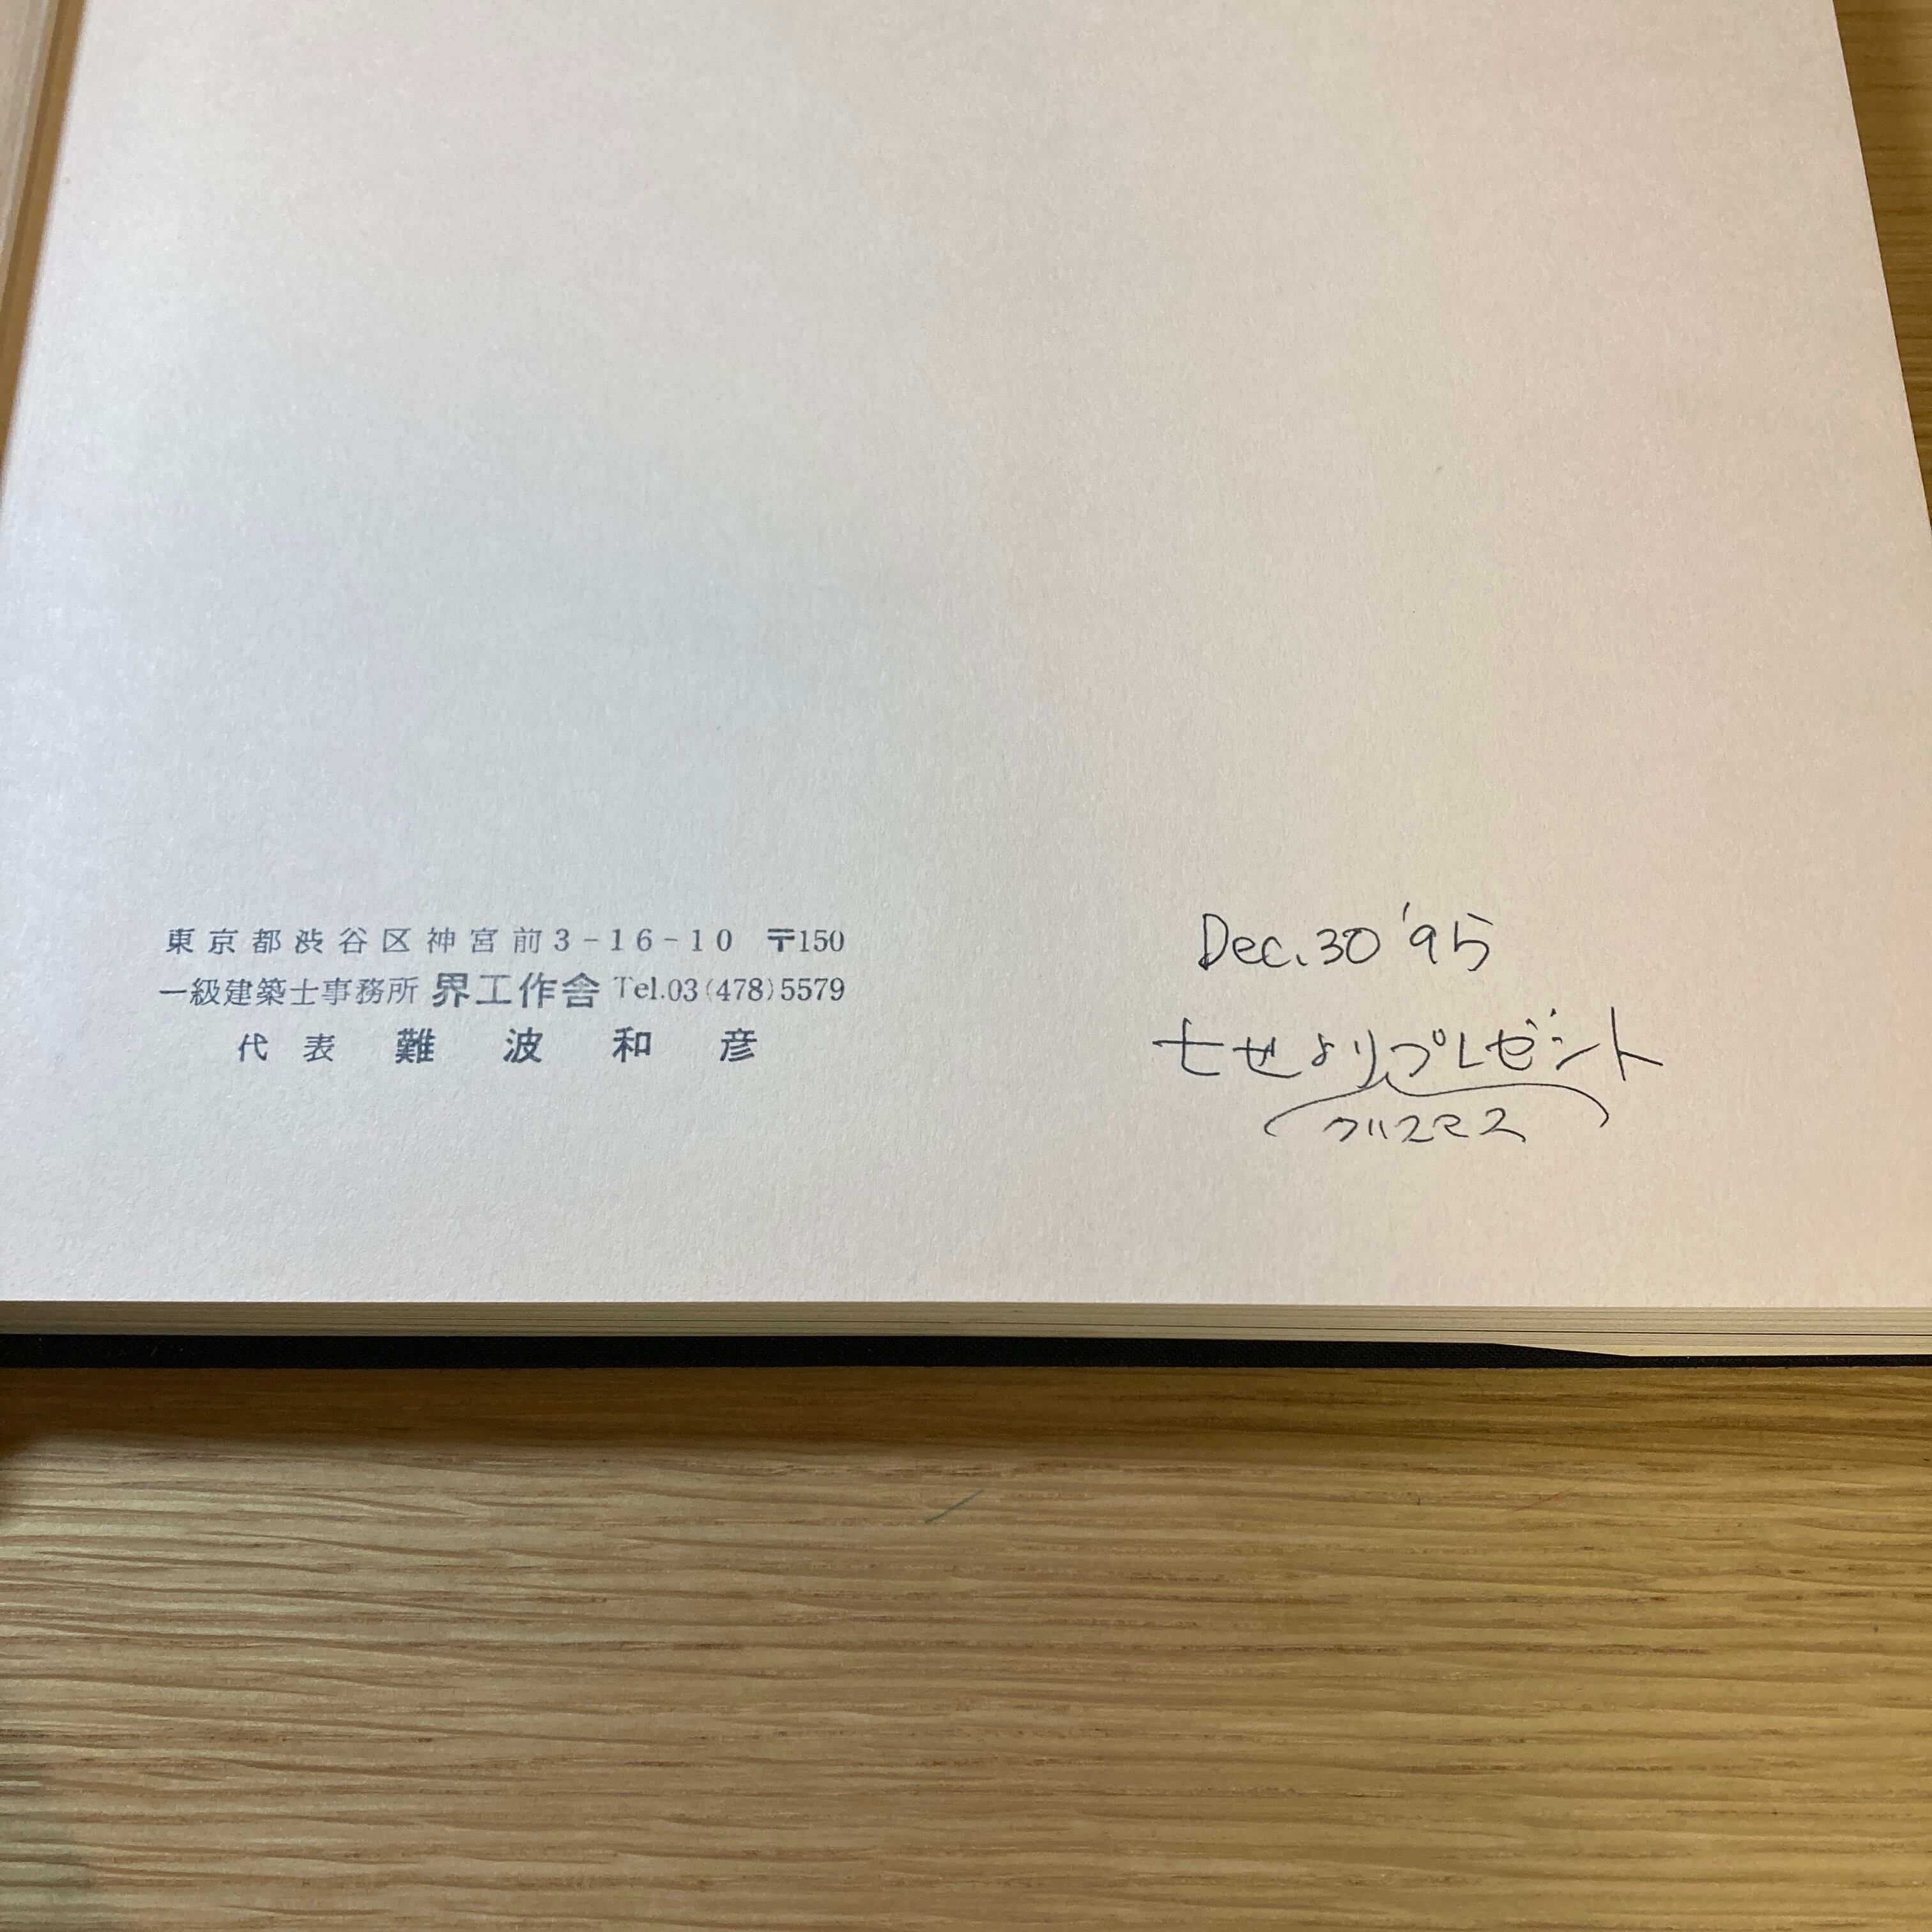 東京都渋谷区神宮前3-16-10 〒150
一級建築士事務所 界工作舎 Tel.03(478)5579
代表 難波和彦
Dec.30 '95
七せよりプレゼント
クリスマス